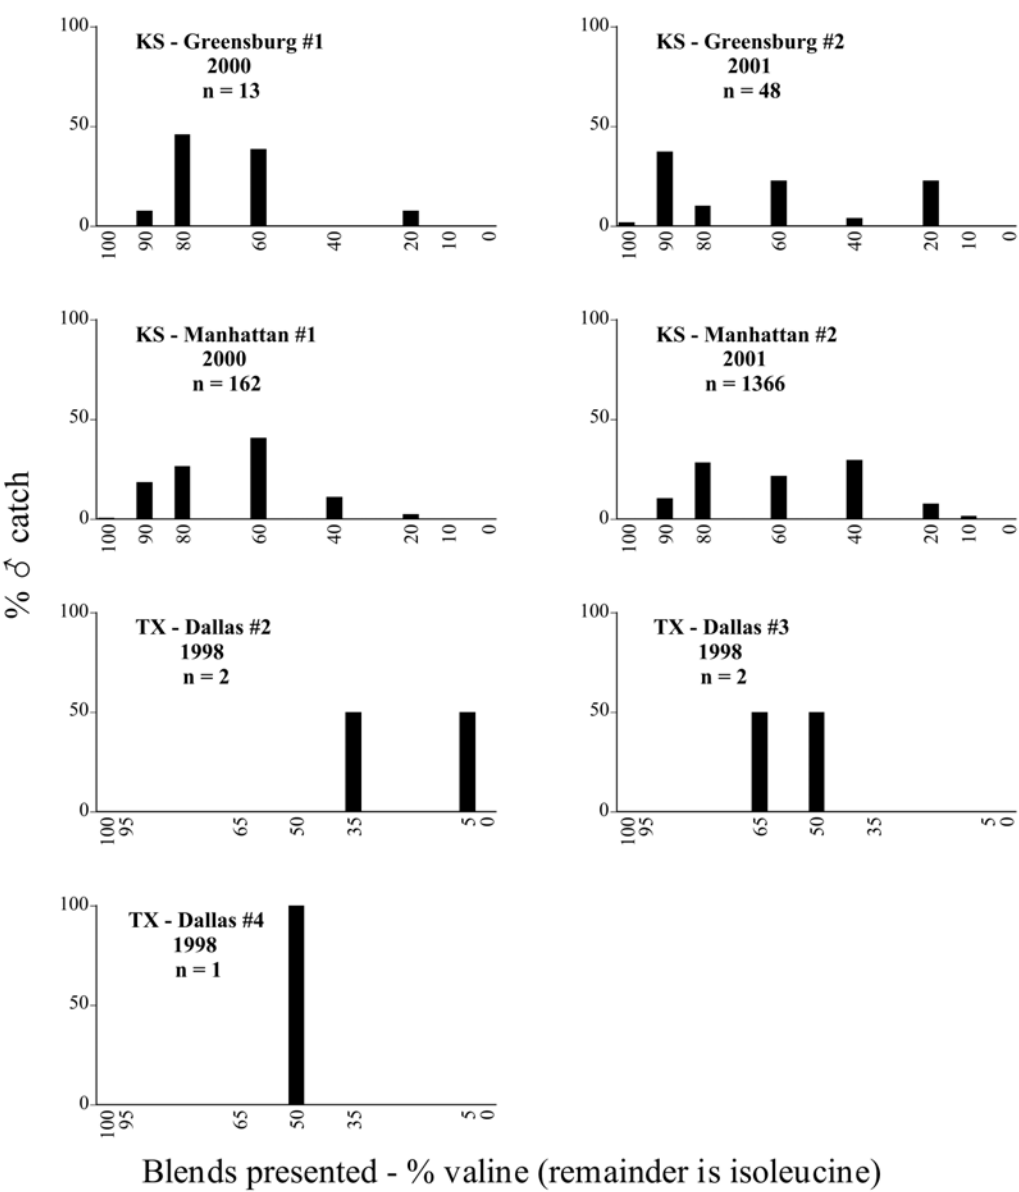 100
KS - Greensburg #1
2000
n = 13
50
0
100 90 80 60 40 20 10 0
100
KS - Greensburg #2
2001
n = 48
50
0
100 90 80 60 40 20 10 0
100
KS - Manhattan #1
2000
n = 162
50
0
100 90 80 60 40 20 10 0
100
KS - Manhattan #2
2001
n = 1366
50
0
100 90 80 60 40 20 10 0
% ♂ catch
100
TX - Dallas #2
1998
n = 2
50
0
100 95 65 50 35 5 0
100
TX - Dallas #3
1998
n = 2
50
0
100 95 65 50 35 5 0
100
TX - Dallas #4
1998
n = 1
50
0
100 95 65 50 35 5 0
Blends presented - % valine (remainder is isoleucine)